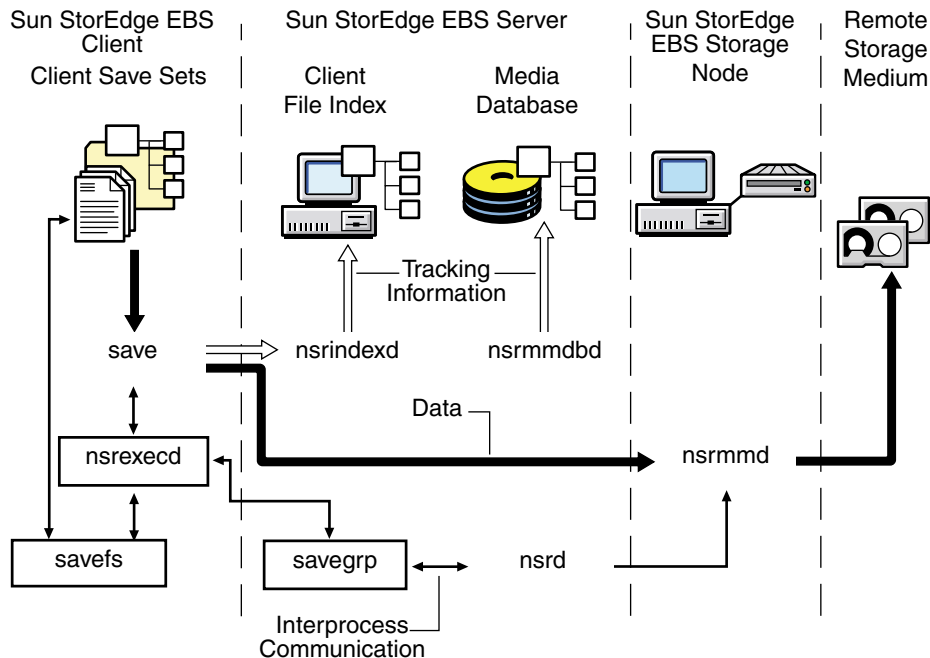 Sun StorEdge EBS
Client
Client Save Sets
Sun StorEdge EBS Server
Client
File Index
Media
Database
Sun StorEdge
EBS Storage
Node
Remote
Storage
Medium
Tracking
Information
save
nsrindexd
nsrmmdbd
Data
nsrexecd
nsrmmd
savefs
savegrp
nsrd
Interprocess
Communication